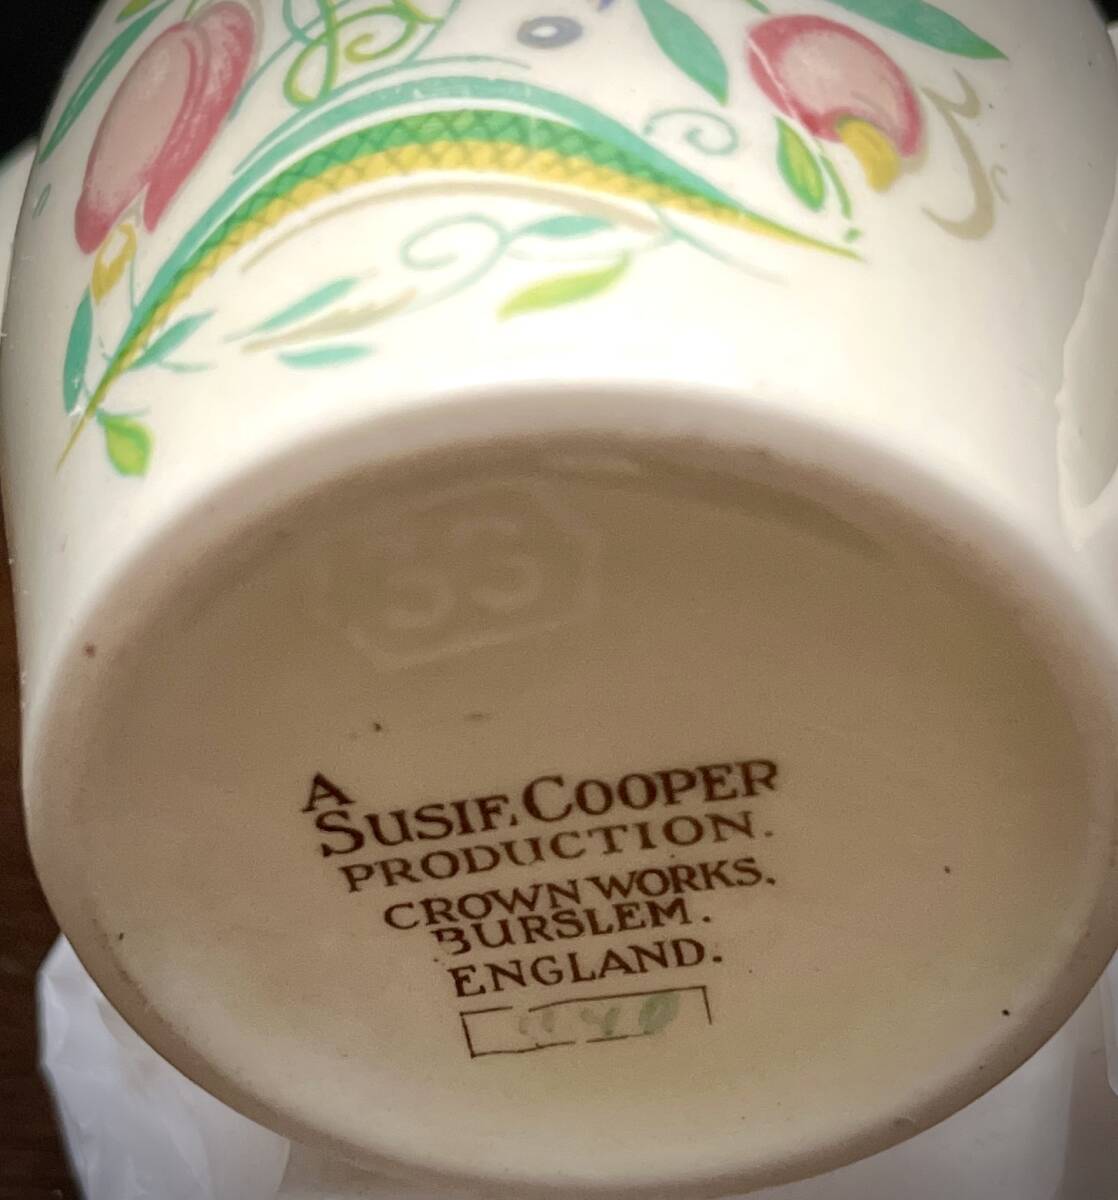 A
SUSIE COOPER
PRODUCTION.
CROWN WORKS,
BURSLEM.
ENGLAND.